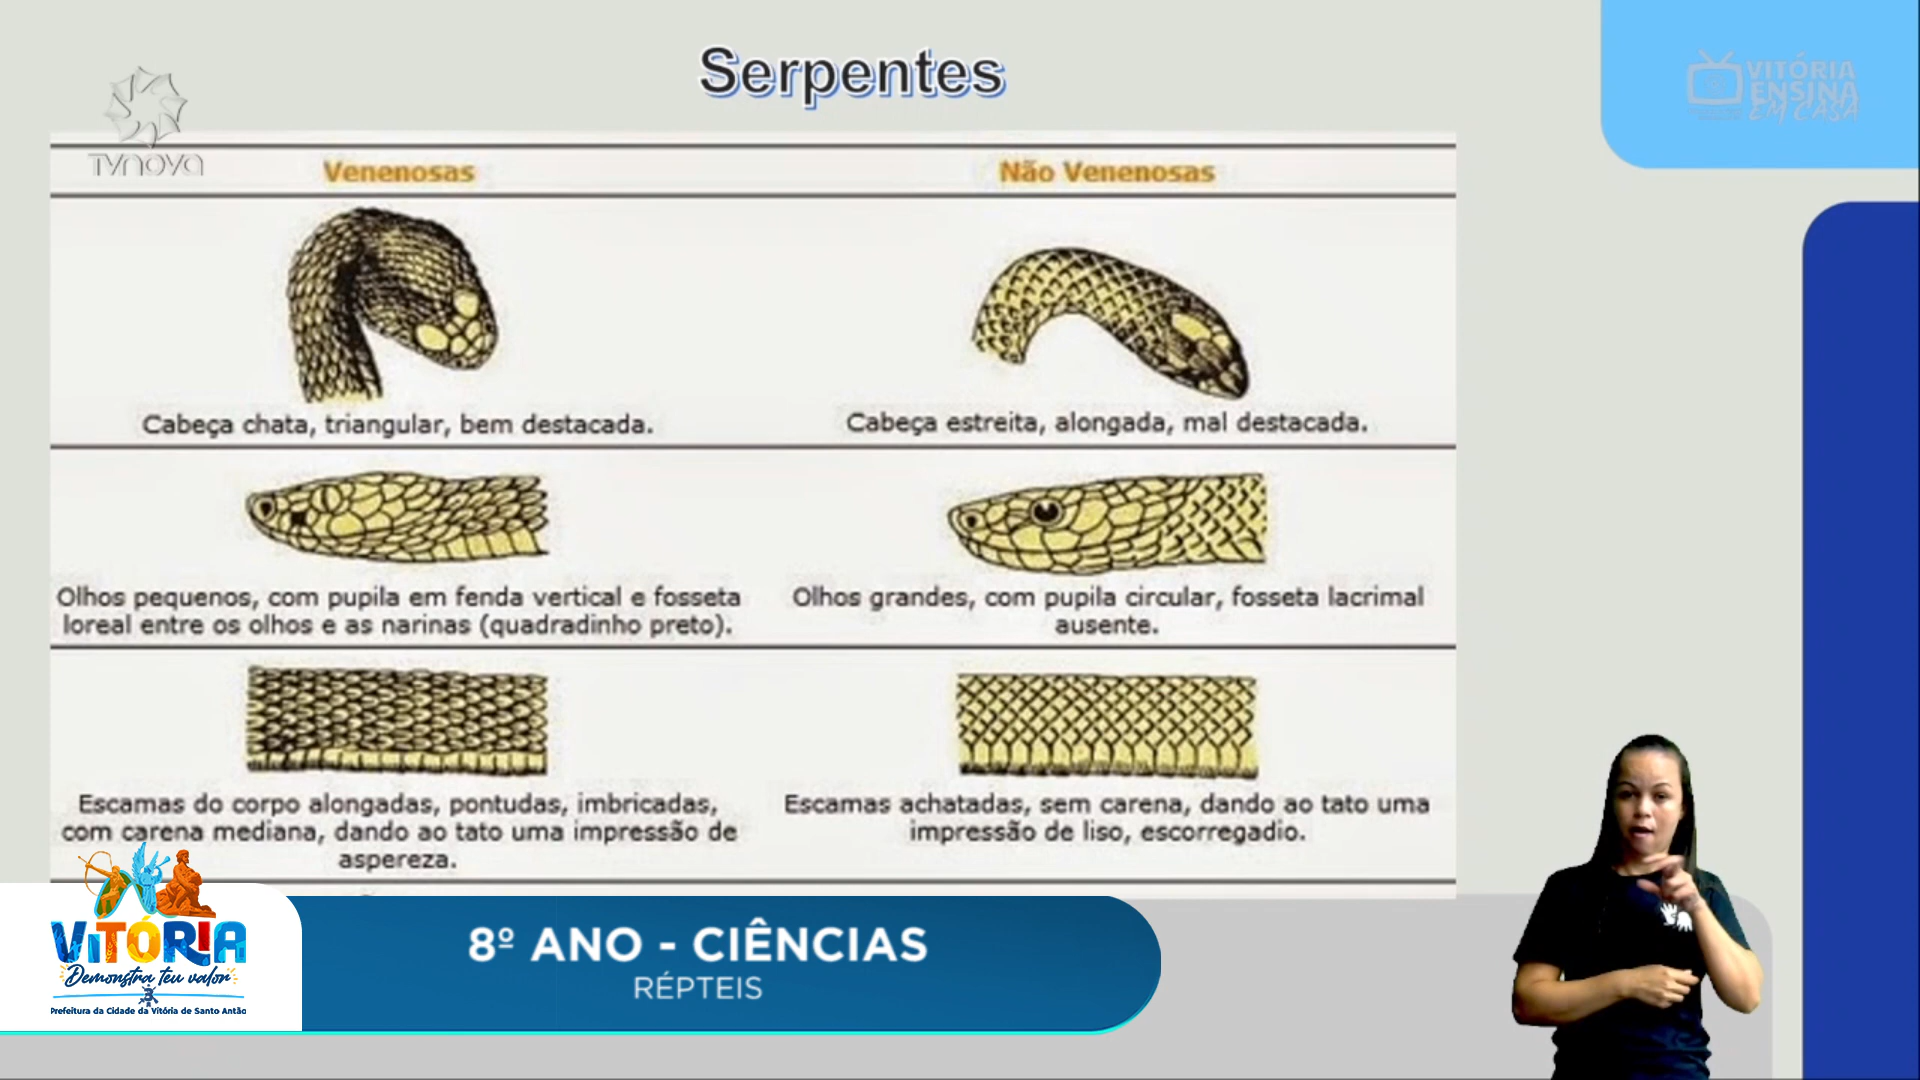 Serpentes
TVNOVA
VITÓRIA
ENSINA
EM CASA
Venenosas
Não Venenosas
Cabeça chata, triangular, bem destacada.
Cabeça estreita, alongada, mal destacada.
Olhos pequenos, com pupila em fenda vertical e fosseta
loreal entre os olhos e as narinas (quadradinho preto).
Olhos grandes, com pupila circular, fosseta lacrimal
ausente.
Escamas do corpo alongadas, pontudas, imbricadas,
com carena mediana, dando ao tato uma impressão de
aspereza.
Escamas achatadas, sem carena, dando ao tato uma
impressão de liso, escorregadio.
VITÓRIA
Demonstra teu valor
Prefeitura da Cidade da Vitória de Santo Antão
8º ANO - CIÊNCIAS
RÉPTEIS